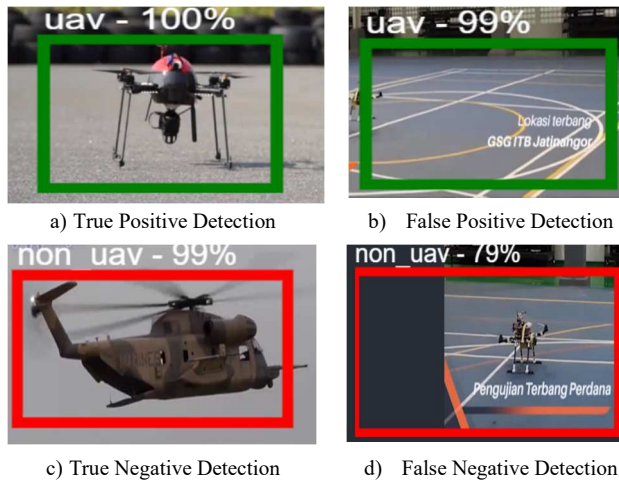 uav - 100%
uav - 99%
Lokasi terbang
GSG ITB Jatinangor
a) True Positive Detection
b) False Positive Detection
non_uav - 99%
non_uav - 79%
MARINE
Pengujian Terbang Perdana
c) True Negative Detection
d) False Negative Detection